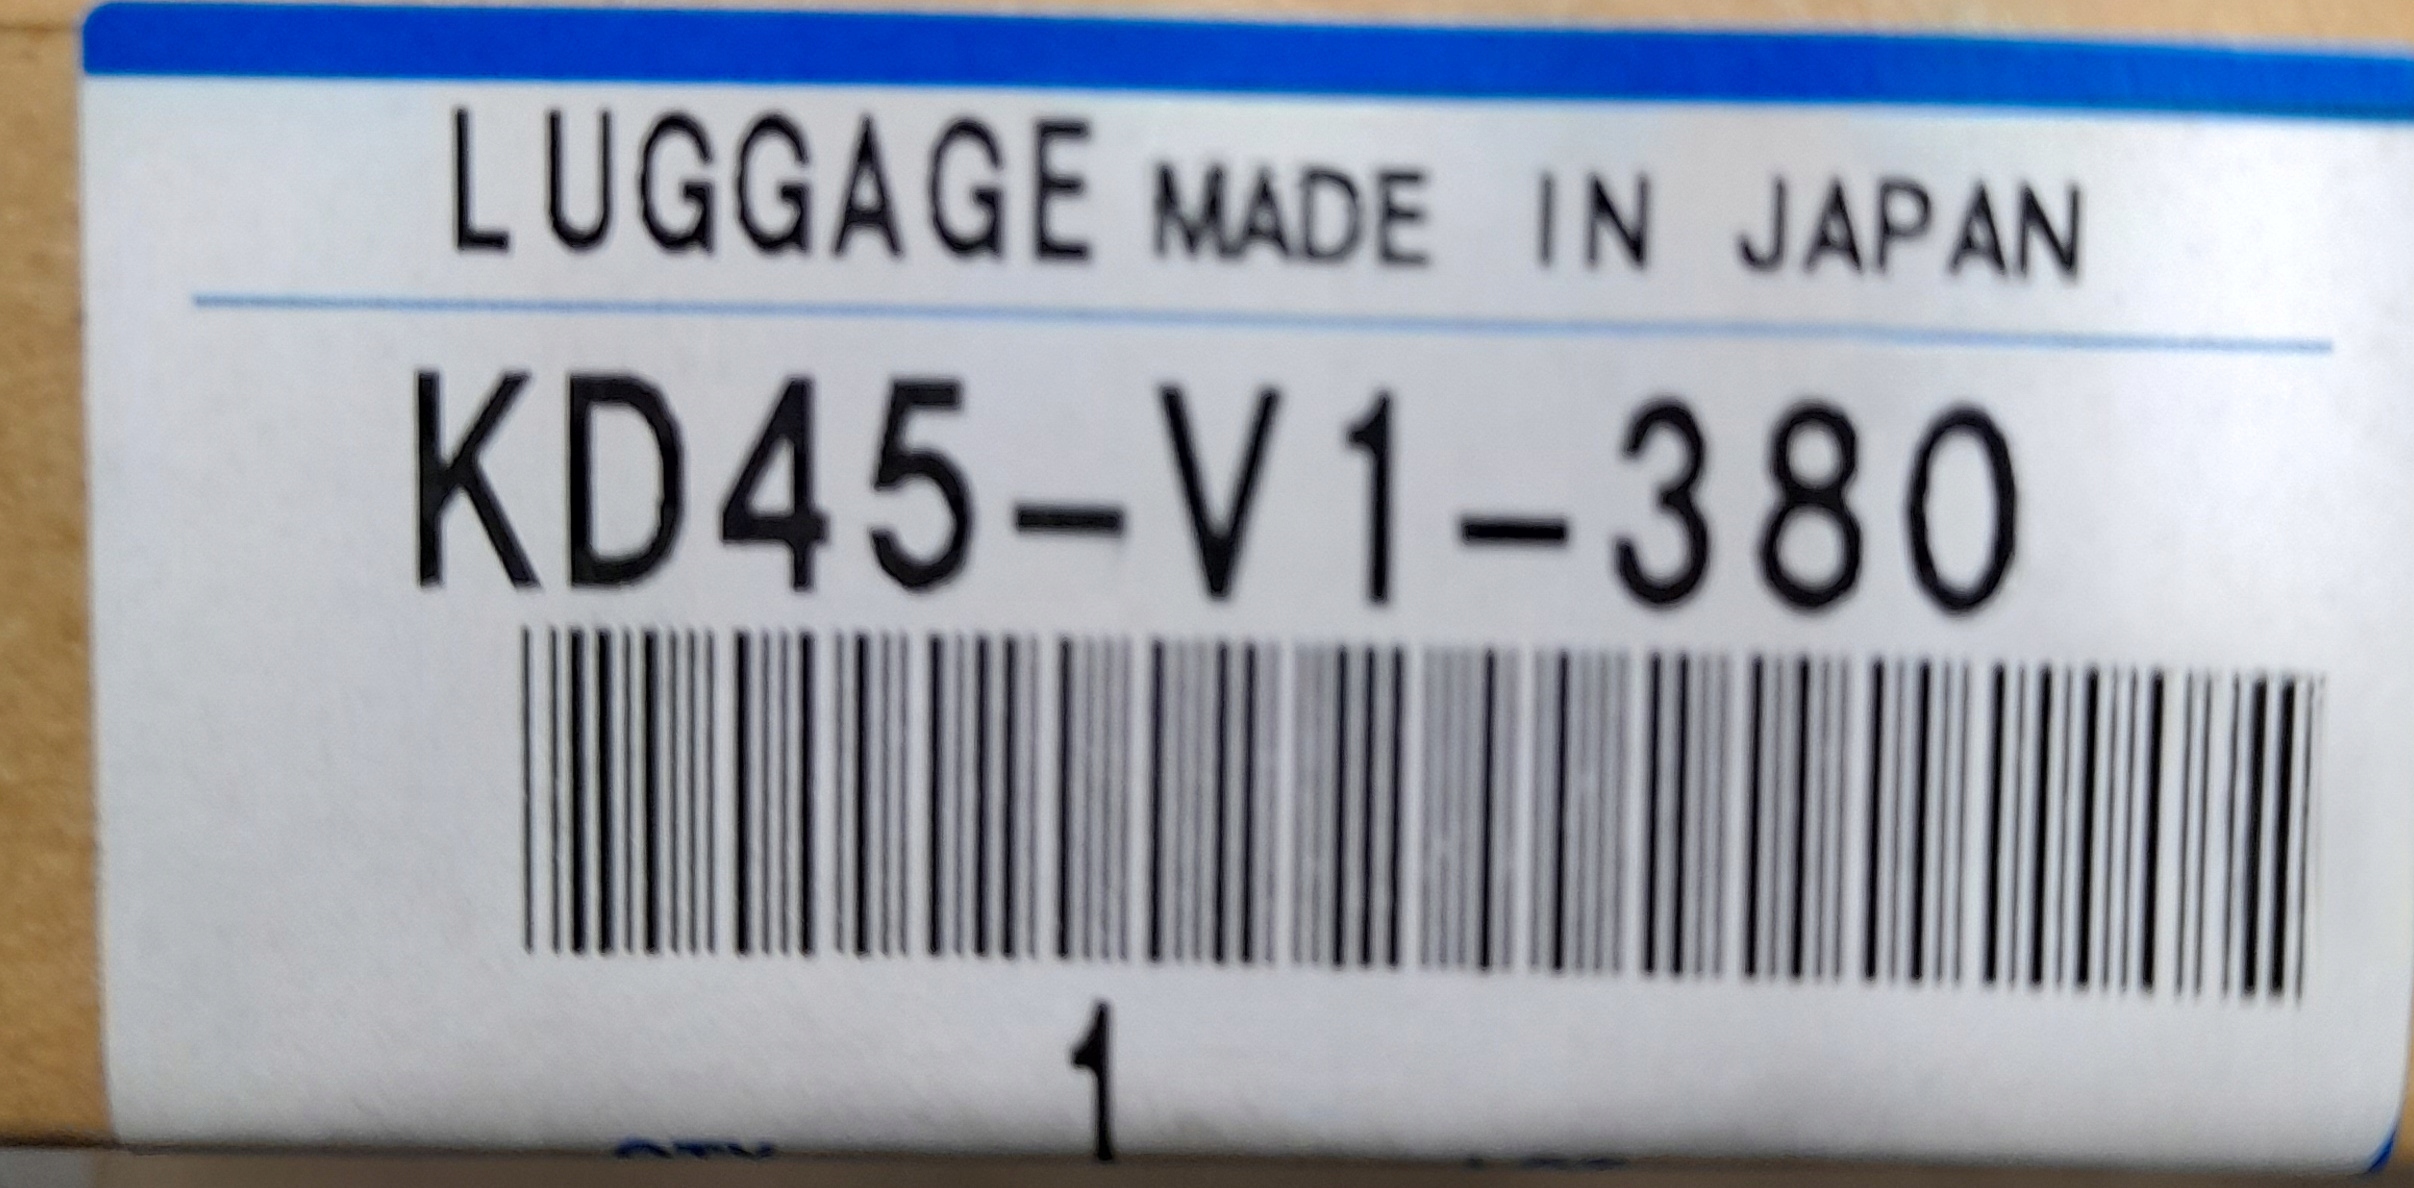 LUGGAGE MADE IN JAPAN
KD45-V1-380
1